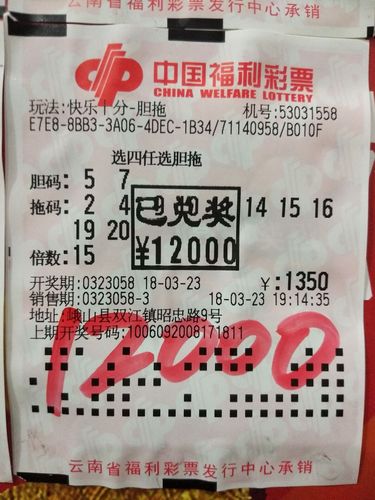 云南省福利彩票发行中心承销
中国福利彩票
CHINA WELFARE LOTTERY
玩法:快乐十分-胆拖 机号:53031558
E7E8-8BB3-3A06-4DEC-1B34/71140958/B010F
选四任选胆拖
胆码: 5 7
拖码: 2 4 14 15 16
已兑奖
19 20
¥12000
倍数:15
开奖期:0323058 18-03-23 ¥:1350
销售期:0323058-3 18-03-23 19:14:35
地址:峨山县双江镇昭忠路9号
上期开奖号码:1006092008171811
12000
云南省福利彩票发行中心承销